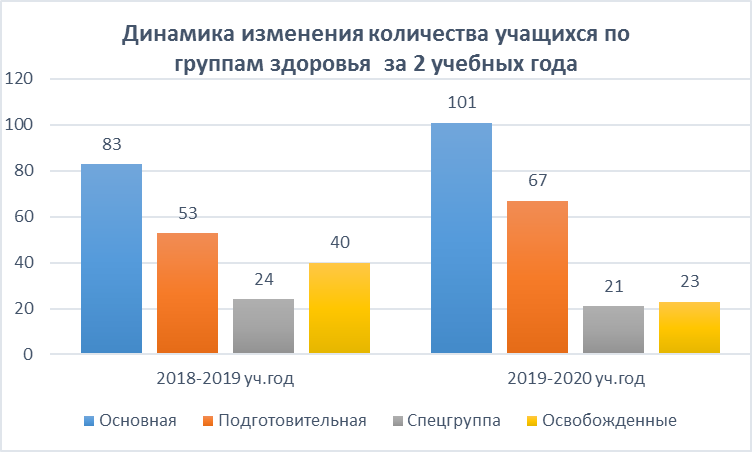 Динамика изменения количества учащихся по
группам здоровья за 2 учебных года
120
100
80
60
40
20
0
83
53
24
40
101
67
21
23
2018-2019 уч.год
2019-2020 уч.год
Основная
Подготовительная
Спецгруппа
Освобожденные